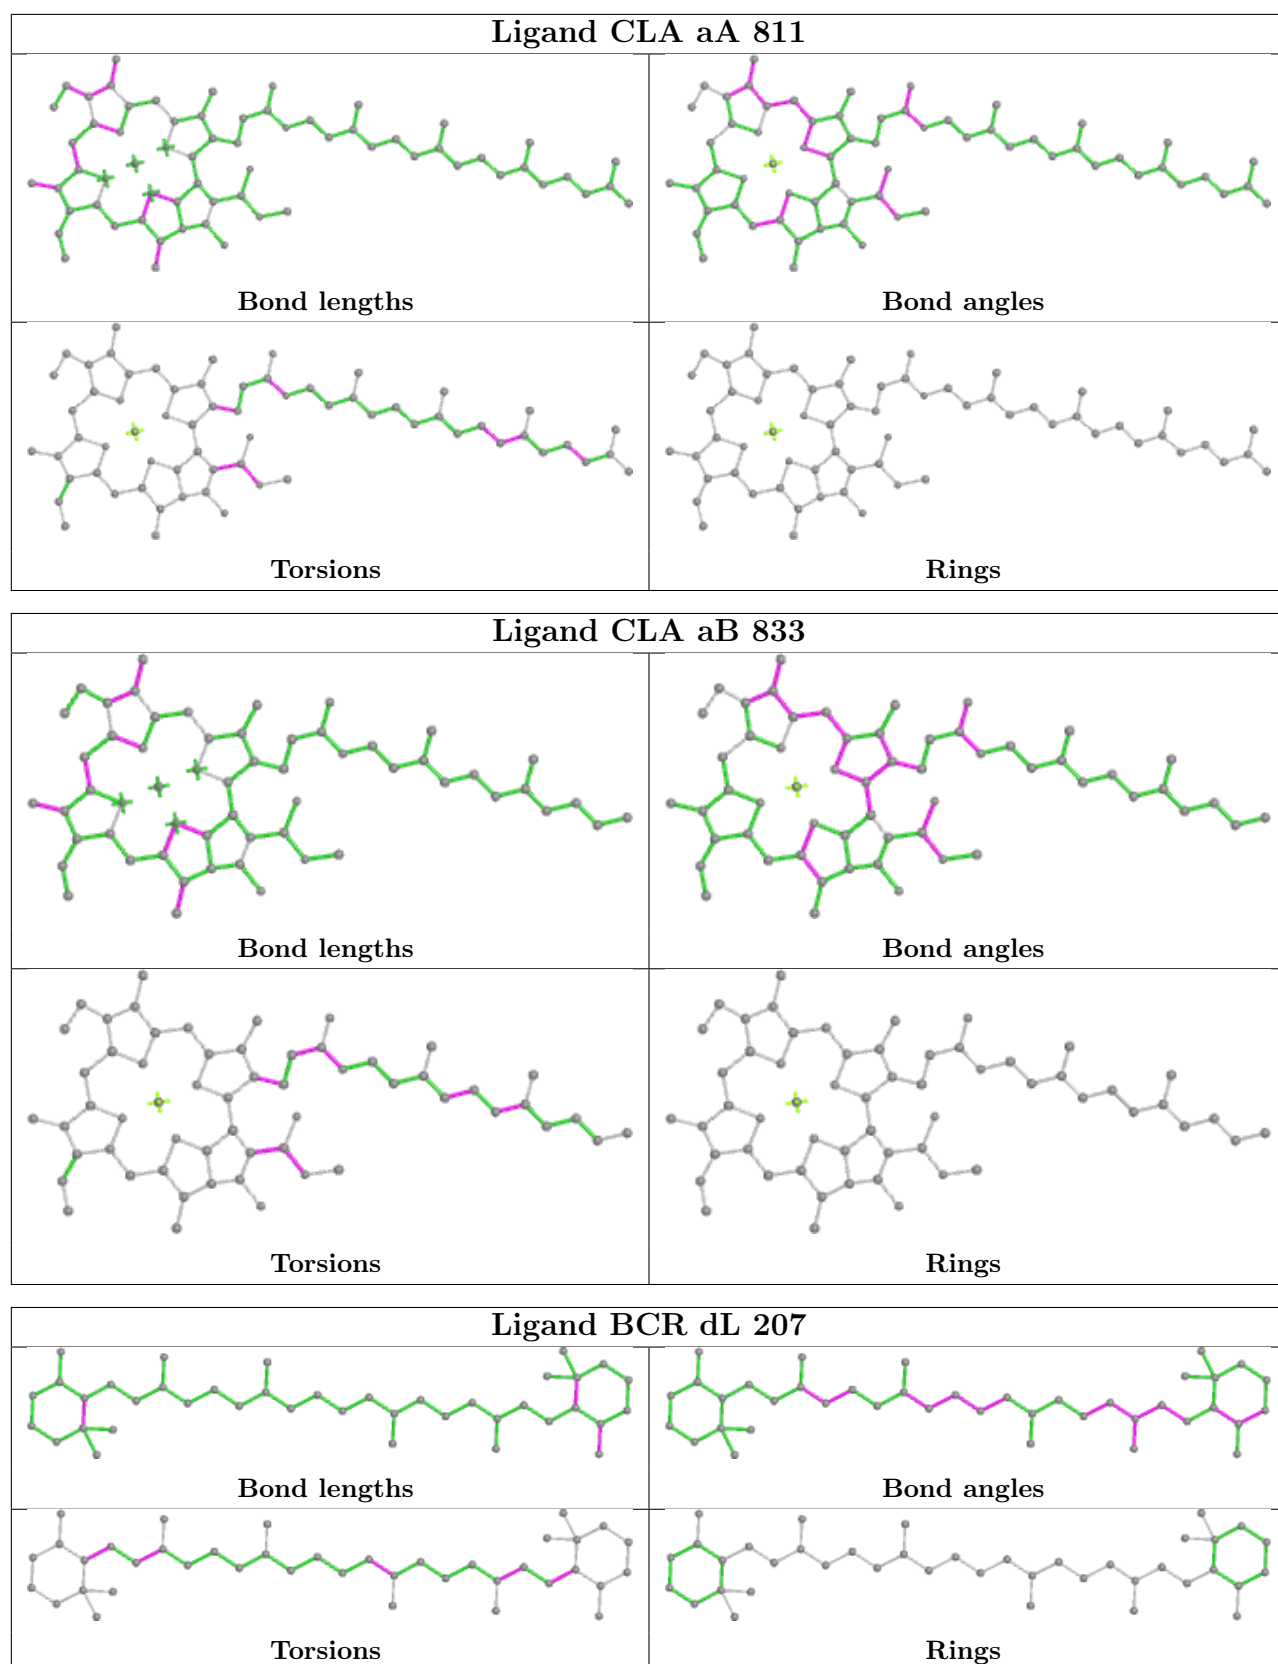 Ligand CLA aA 811
Bond lengths
Bond angles
Torsions
Rings
Ligand CLA aB 833
Bond lengths
Bond angles
Torsions
Rings
Ligand BCR dL 207
Bond lengths
Bond angles
Torsions
Rings